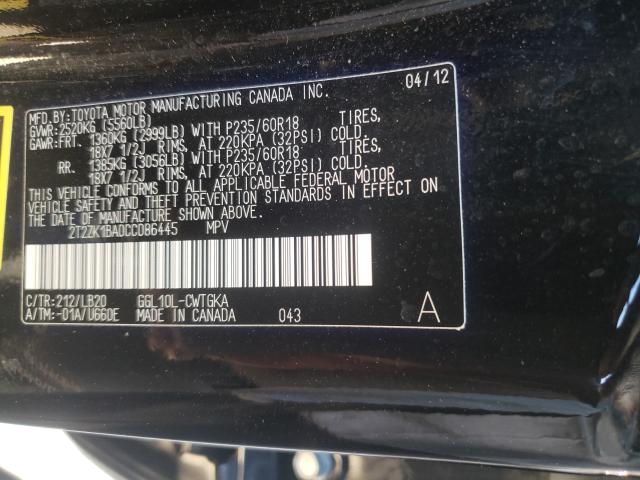 MFD.BY:TOYOTA MOTOR MANUFACTURING CANADA INC. 04/12
GVWR:2520KG (5560LB)
GAWR:FRT. 1360KG (2999LB) WITH P235/60R18 TIRES,
18X7 1/2J RIMS, AT 220KPA (32PSI) COLD.
RR. 1385KG (3056LB) WITH P235/60R18 TIRES,
18X7 1/2J RIMS, AT 220KPA (32PSI) COLD.
THIS VEHICLE CONFORMS TO ALL APPLICABLE FEDERAL MOTOR
VEHICLE SAFETY AND THEFT PREVENTION STANDARDS IN EFFECT ON
THE DATE OF MANUFACTURE SHOWN ABOVE.
2T2ZK1BA0CC086445 MPV
C/TR:212/LB20 GGL10L-CWTGKA
A/TM:-01A/U660E MADE IN CANADA 043 A